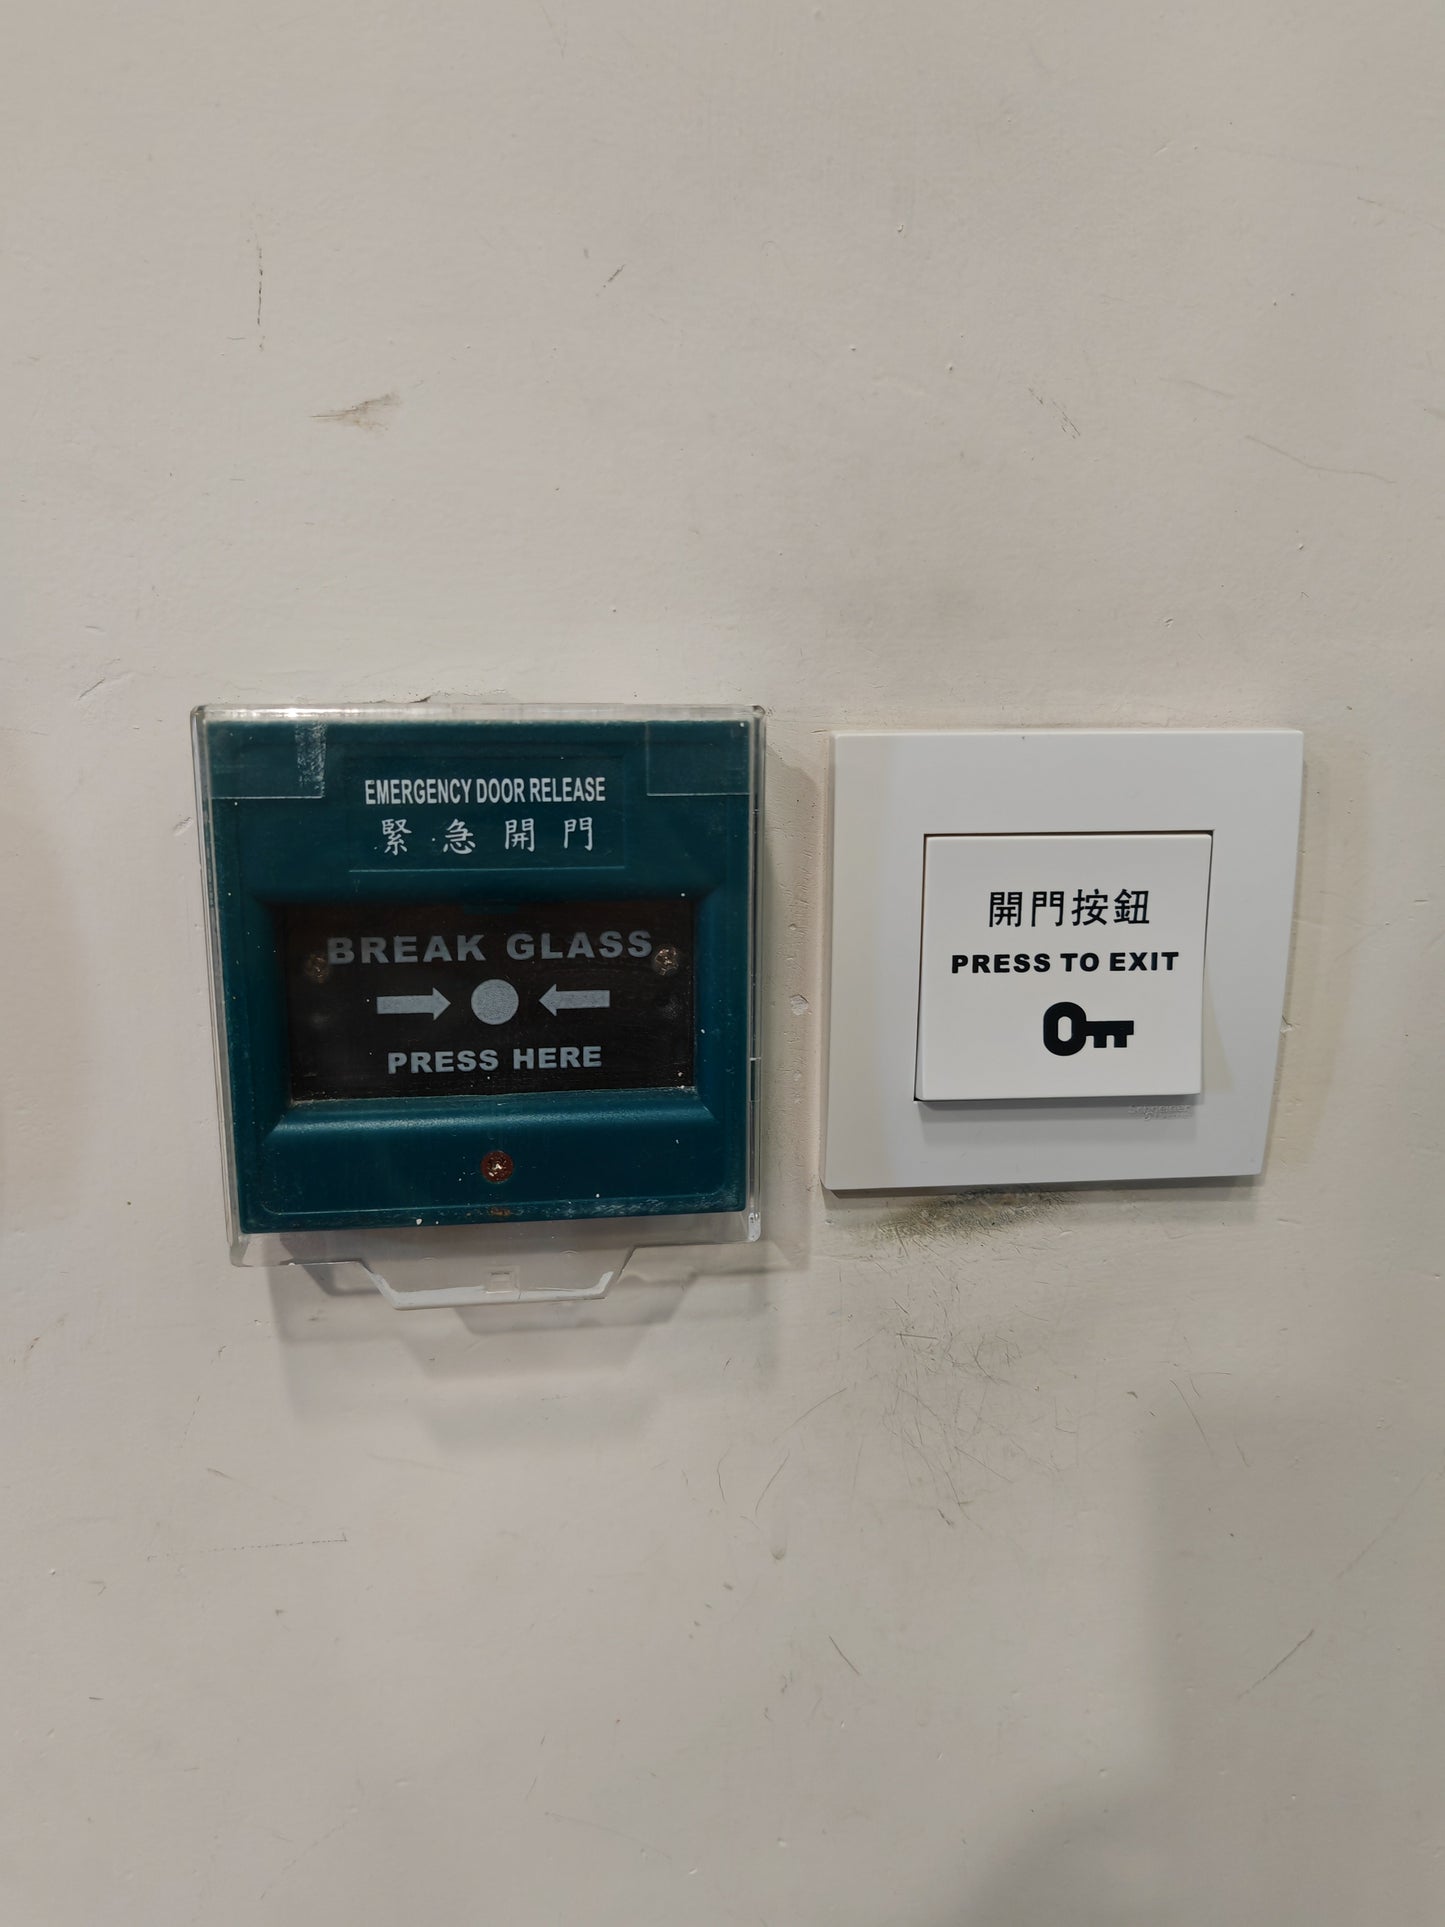 EMERGENCY DOOR RELEASE
緊急開門
BREAK GLASS
PRESS HERE
開門按鈕
PRESS TO EXIT